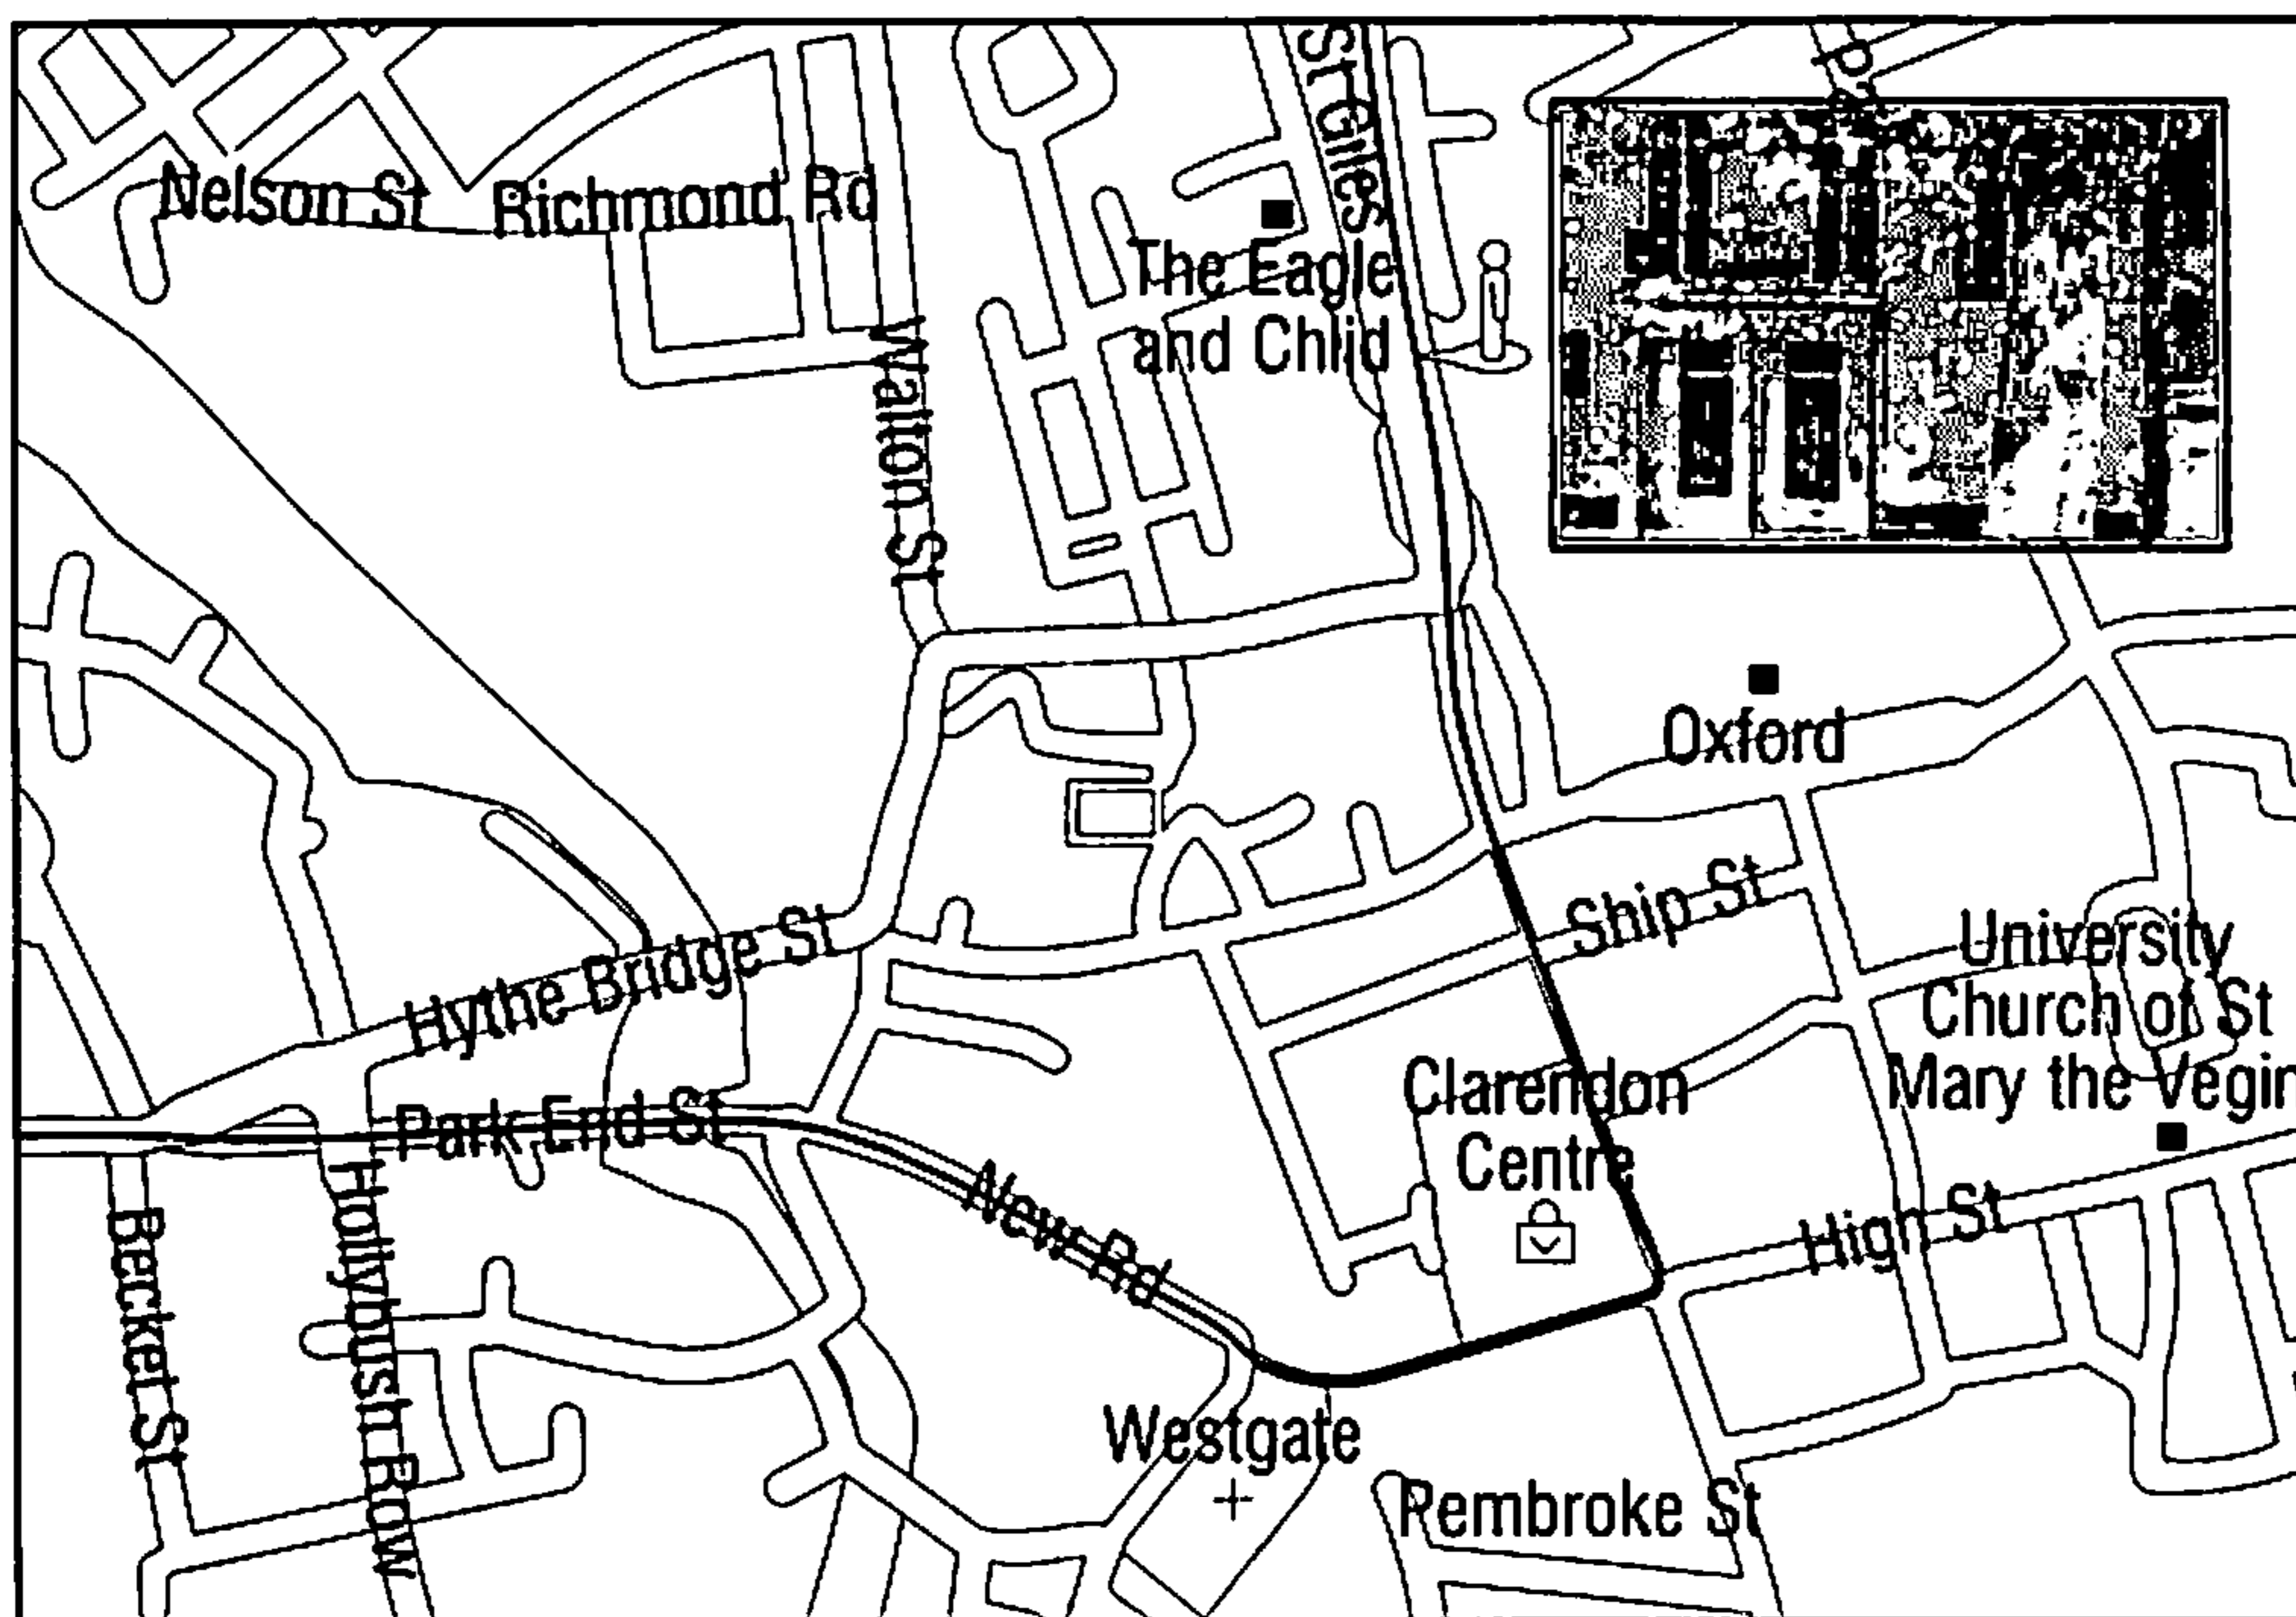 St Giles
Nelson St
Richmond Rd
The Eagle
and Chlid
Walton St
Oxford
Ship St
University
Church of St
Mary the Vegin
Hythe Bridge St
Clarendon
Centre
Park End St
New Rd
High St
Becket St
Hollybush Row
Westgate
Pembroke St